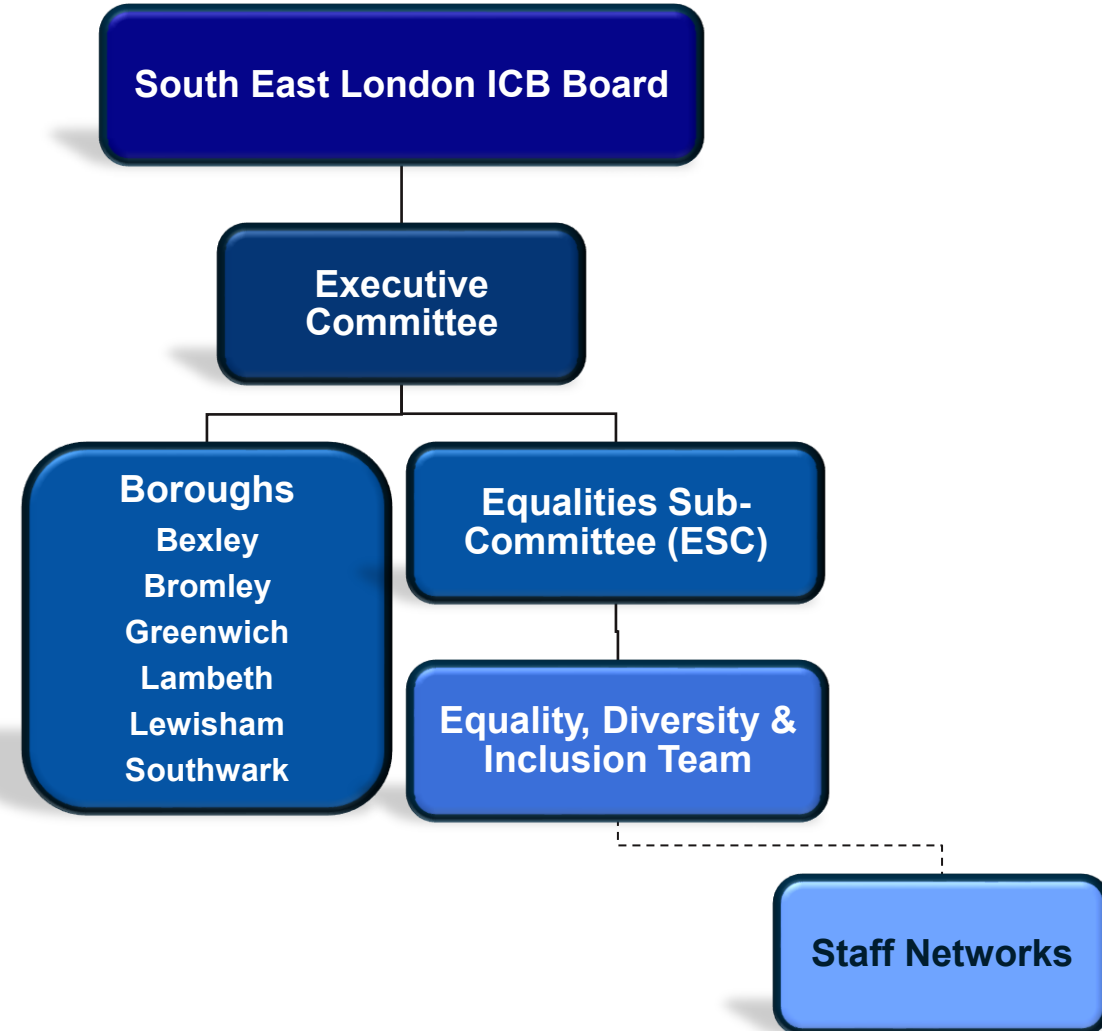 South East London ICB Board
Executive
Committee
Boroughs
Bexley
Bromley
Greenwich
Lambeth
Lewisham
Southwark
Equalities Sub-
Committee (ESC)
Equality, Diversity &
Inclusion Team
Staff Networks